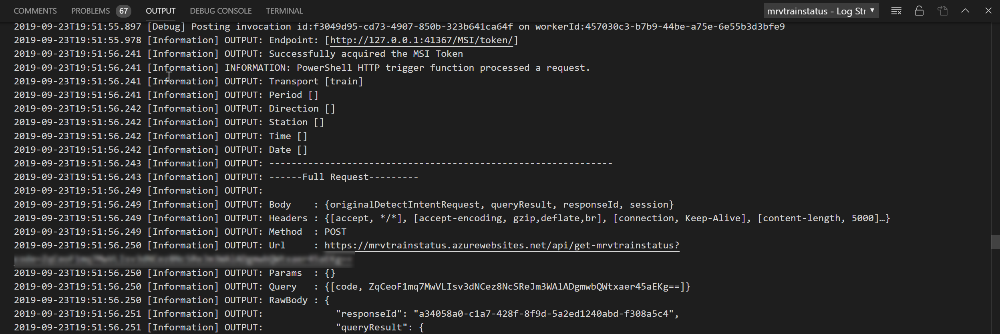 COMMENTS PROBLEMS 67 OUTPUT DEBUG CONSOLE TERMINAL mrvtrainstatus - Log Str
2019-09-23T19:51:55.897 [Debug] Posting invocation id:f3049d95-cd73-4907-850b-323b641ca64f on workerId:457030c3-b7b9-44be-a75e-6e55b3d3bfe9
2019-09-23T19:51:55.978 [Information] OUTPUT: Endpoint: [http://127.0.0.1:41367/MSI/token/]
2019-09-23T19:51:56.241 [Information] OUTPUT: Successfully acquired the MSI Token
2019-09-23T19:51:56.241 [Information] INFORMATION: PowerShell HTTP trigger function processed a request.
2019-09-23T19:51:56.241 [Information] OUTPUT: Transport [train]
2019-09-23T19:51:56.241 [Information] OUTPUT: Period []
2019-09-23T19:51:56.242 [Information] OUTPUT: Direction []
2019-09-23T19:51:56.242 [Information] OUTPUT: Station []
2019-09-23T19:51:56.242 [Information] OUTPUT: Time []
2019-09-23T19:51:56.242 [Information] OUTPUT: Date []
2019-09-23T19:51:56.243 [Information] OUTPUT: --------------------------------------------------------------
2019-09-23T19:51:56.243 [Information] OUTPUT: ------Full Request---------
2019-09-23T19:51:56.249 [Information] OUTPUT:
2019-09-23T19:51:56.249 [Information] OUTPUT: Body    : {originalDetectIntentRequest, queryResult, responseId, session}
2019-09-23T19:51:56.249 [Information] OUTPUT: Headers : {[accept, */*], [accept-encoding, gzip,deflate,br], [connection, Keep-Alive], [content-length, 5000]…}
2019-09-23T19:51:56.249 [Information] OUTPUT: Method  : POST
2019-09-23T19:51:56.250 [Information] OUTPUT: Url     : https://mrvtrainstatus.azurewebsites.net/api/get-mrvtrainstatus?
2019-09-23T19:51:56.250 [Information] OUTPUT: Params  : {}
2019-09-23T19:51:56.250 [Information] OUTPUT: Query   : {[code, ZqCeoF1mq7MwVLIsv3dNCez8NcSReJm3WAlADgmwbQWtxaer45aEKg==]}
2019-09-23T19:51:56.250 [Information] OUTPUT: RawBody : {
2019-09-23T19:51:56.251 [Information] OUTPUT:             "responseId": "a34058a0-c1a7-428f-8f9d-5a2ed1240abd-f308a5c4",
2019-09-23T19:51:56.251 [Information] OUTPUT:             "queryResult": {